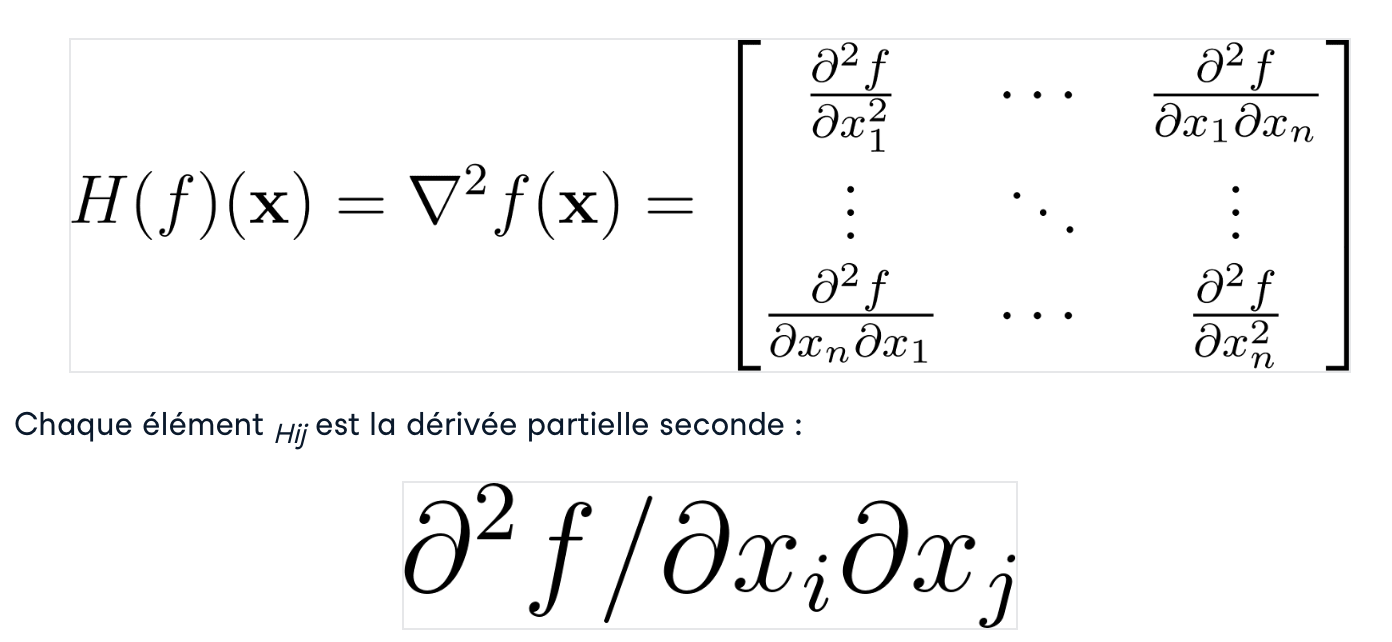 H(f)(𝐱) = ∇²f(𝐱) = [ ∂²f/∂x₁² ⋯ ∂²f/∂x₁∂xₙ
⋮ ⋱ ⋮
∂²f/∂xₙ∂x₁ ⋯ ∂²f/∂xₙ² ]
Chaque élément Hij est la dérivée partielle seconde :
∂²f/∂xᵢ∂xⱼ